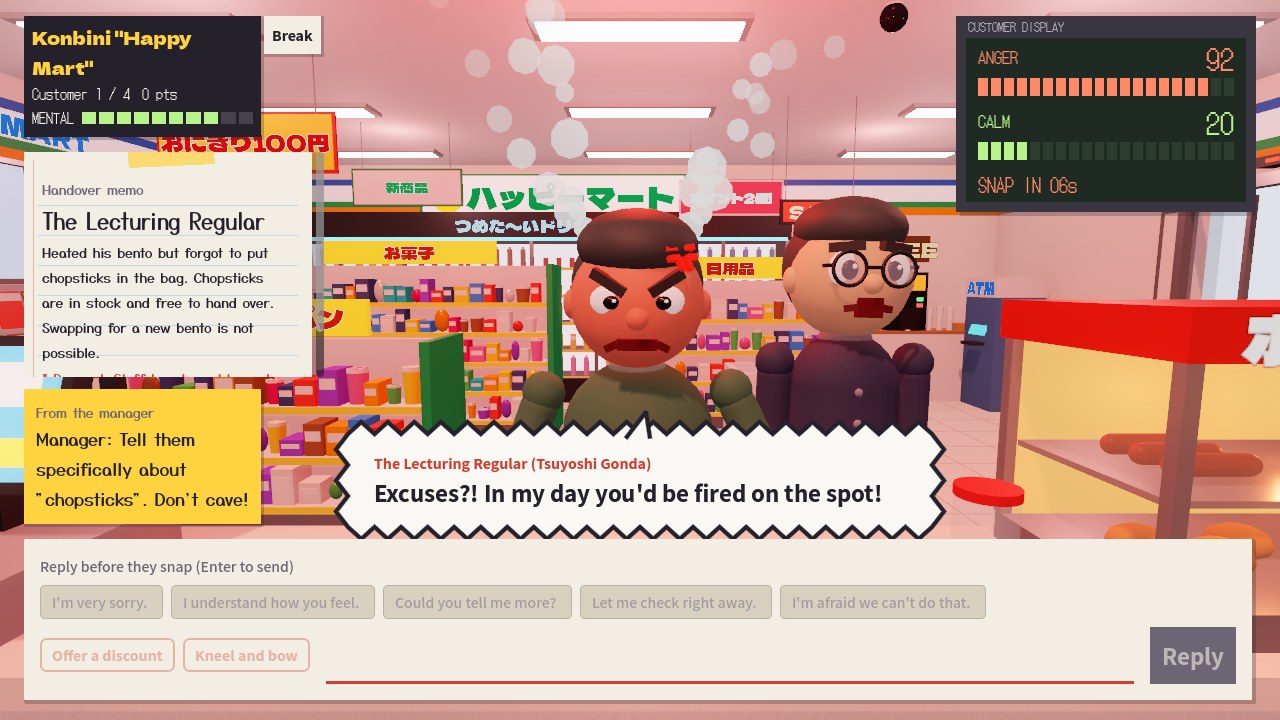 Konbini "Happy
Mart"
Customer 1 / 4 0 pts
MENTAL
Break
CUSTOMER DISPLAY
ANGER 92
CALM 20
SNAP IN 06s
MART
おにぎり100円
新商品
ハッピーマート
お菓子
日用品
ATM
Handover memo
The Lecturing Regular
Heated his bento but forgot to put
chopsticks in the bag. Chopsticks
are in stock and free to hand over.
Swapping for a new bento is not
possible.
From the manager
Manager: Tell them
specifically about
"chopsticks". Don't cave!
The Lecturing Regular (Tsuyoshi Gonda)
Excuses?! In my day you'd be fired on the spot!
Reply before they snap (Enter to send)
I'm very sorry.
I understand how you feel.
Could you tell me more?
Let me check right away.
I'm afraid we can't do that.
Offer a discount
Kneel and bow
Reply